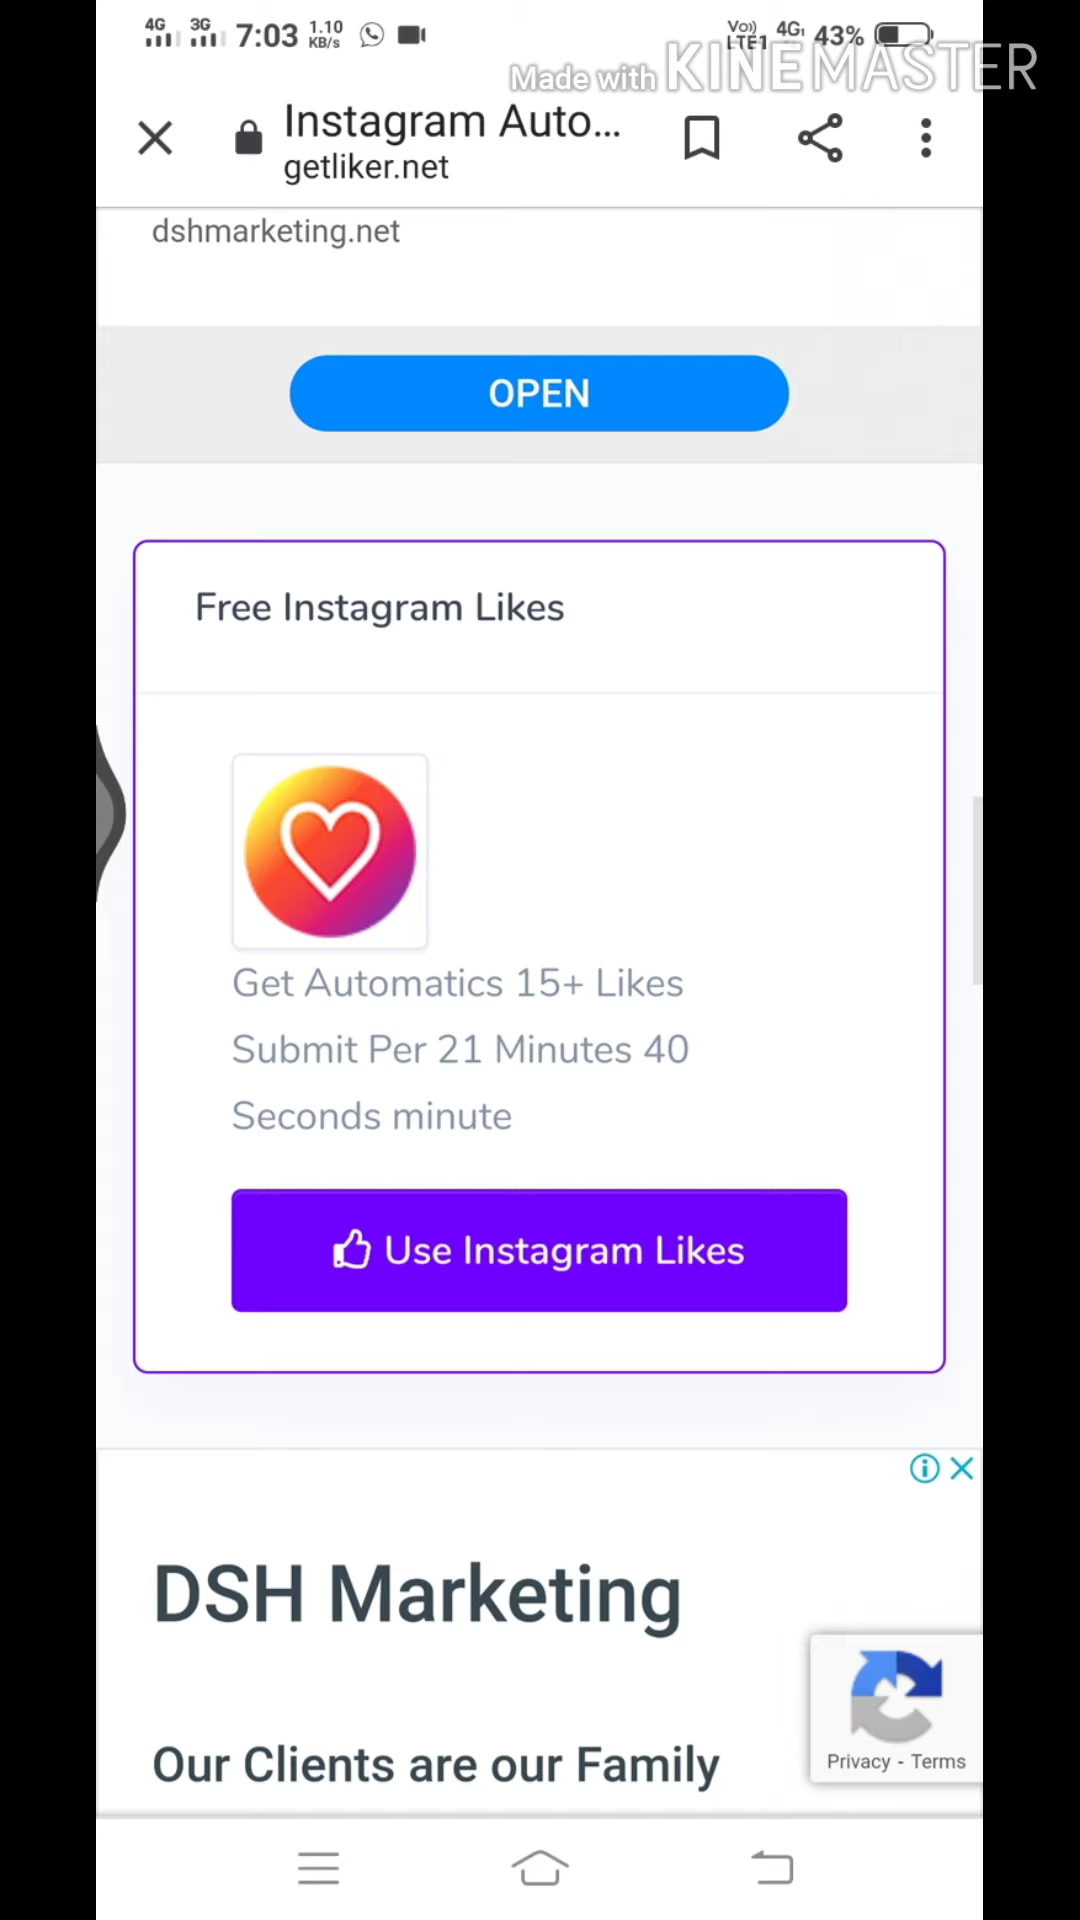 4G 3G 7:03 1.10 KB/s Vo)) LTE1 4G 43%
Made with KINEMASTER
Instagram Auto...
getliker.net
dshmarketing.net
OPEN
Free Instagram Likes
Get Automatics 15+ Likes
Submit Per 21 Minutes 40
Seconds minute
Use Instagram Likes
DSH Marketing
Our Clients are our Family
Privacy - Terms